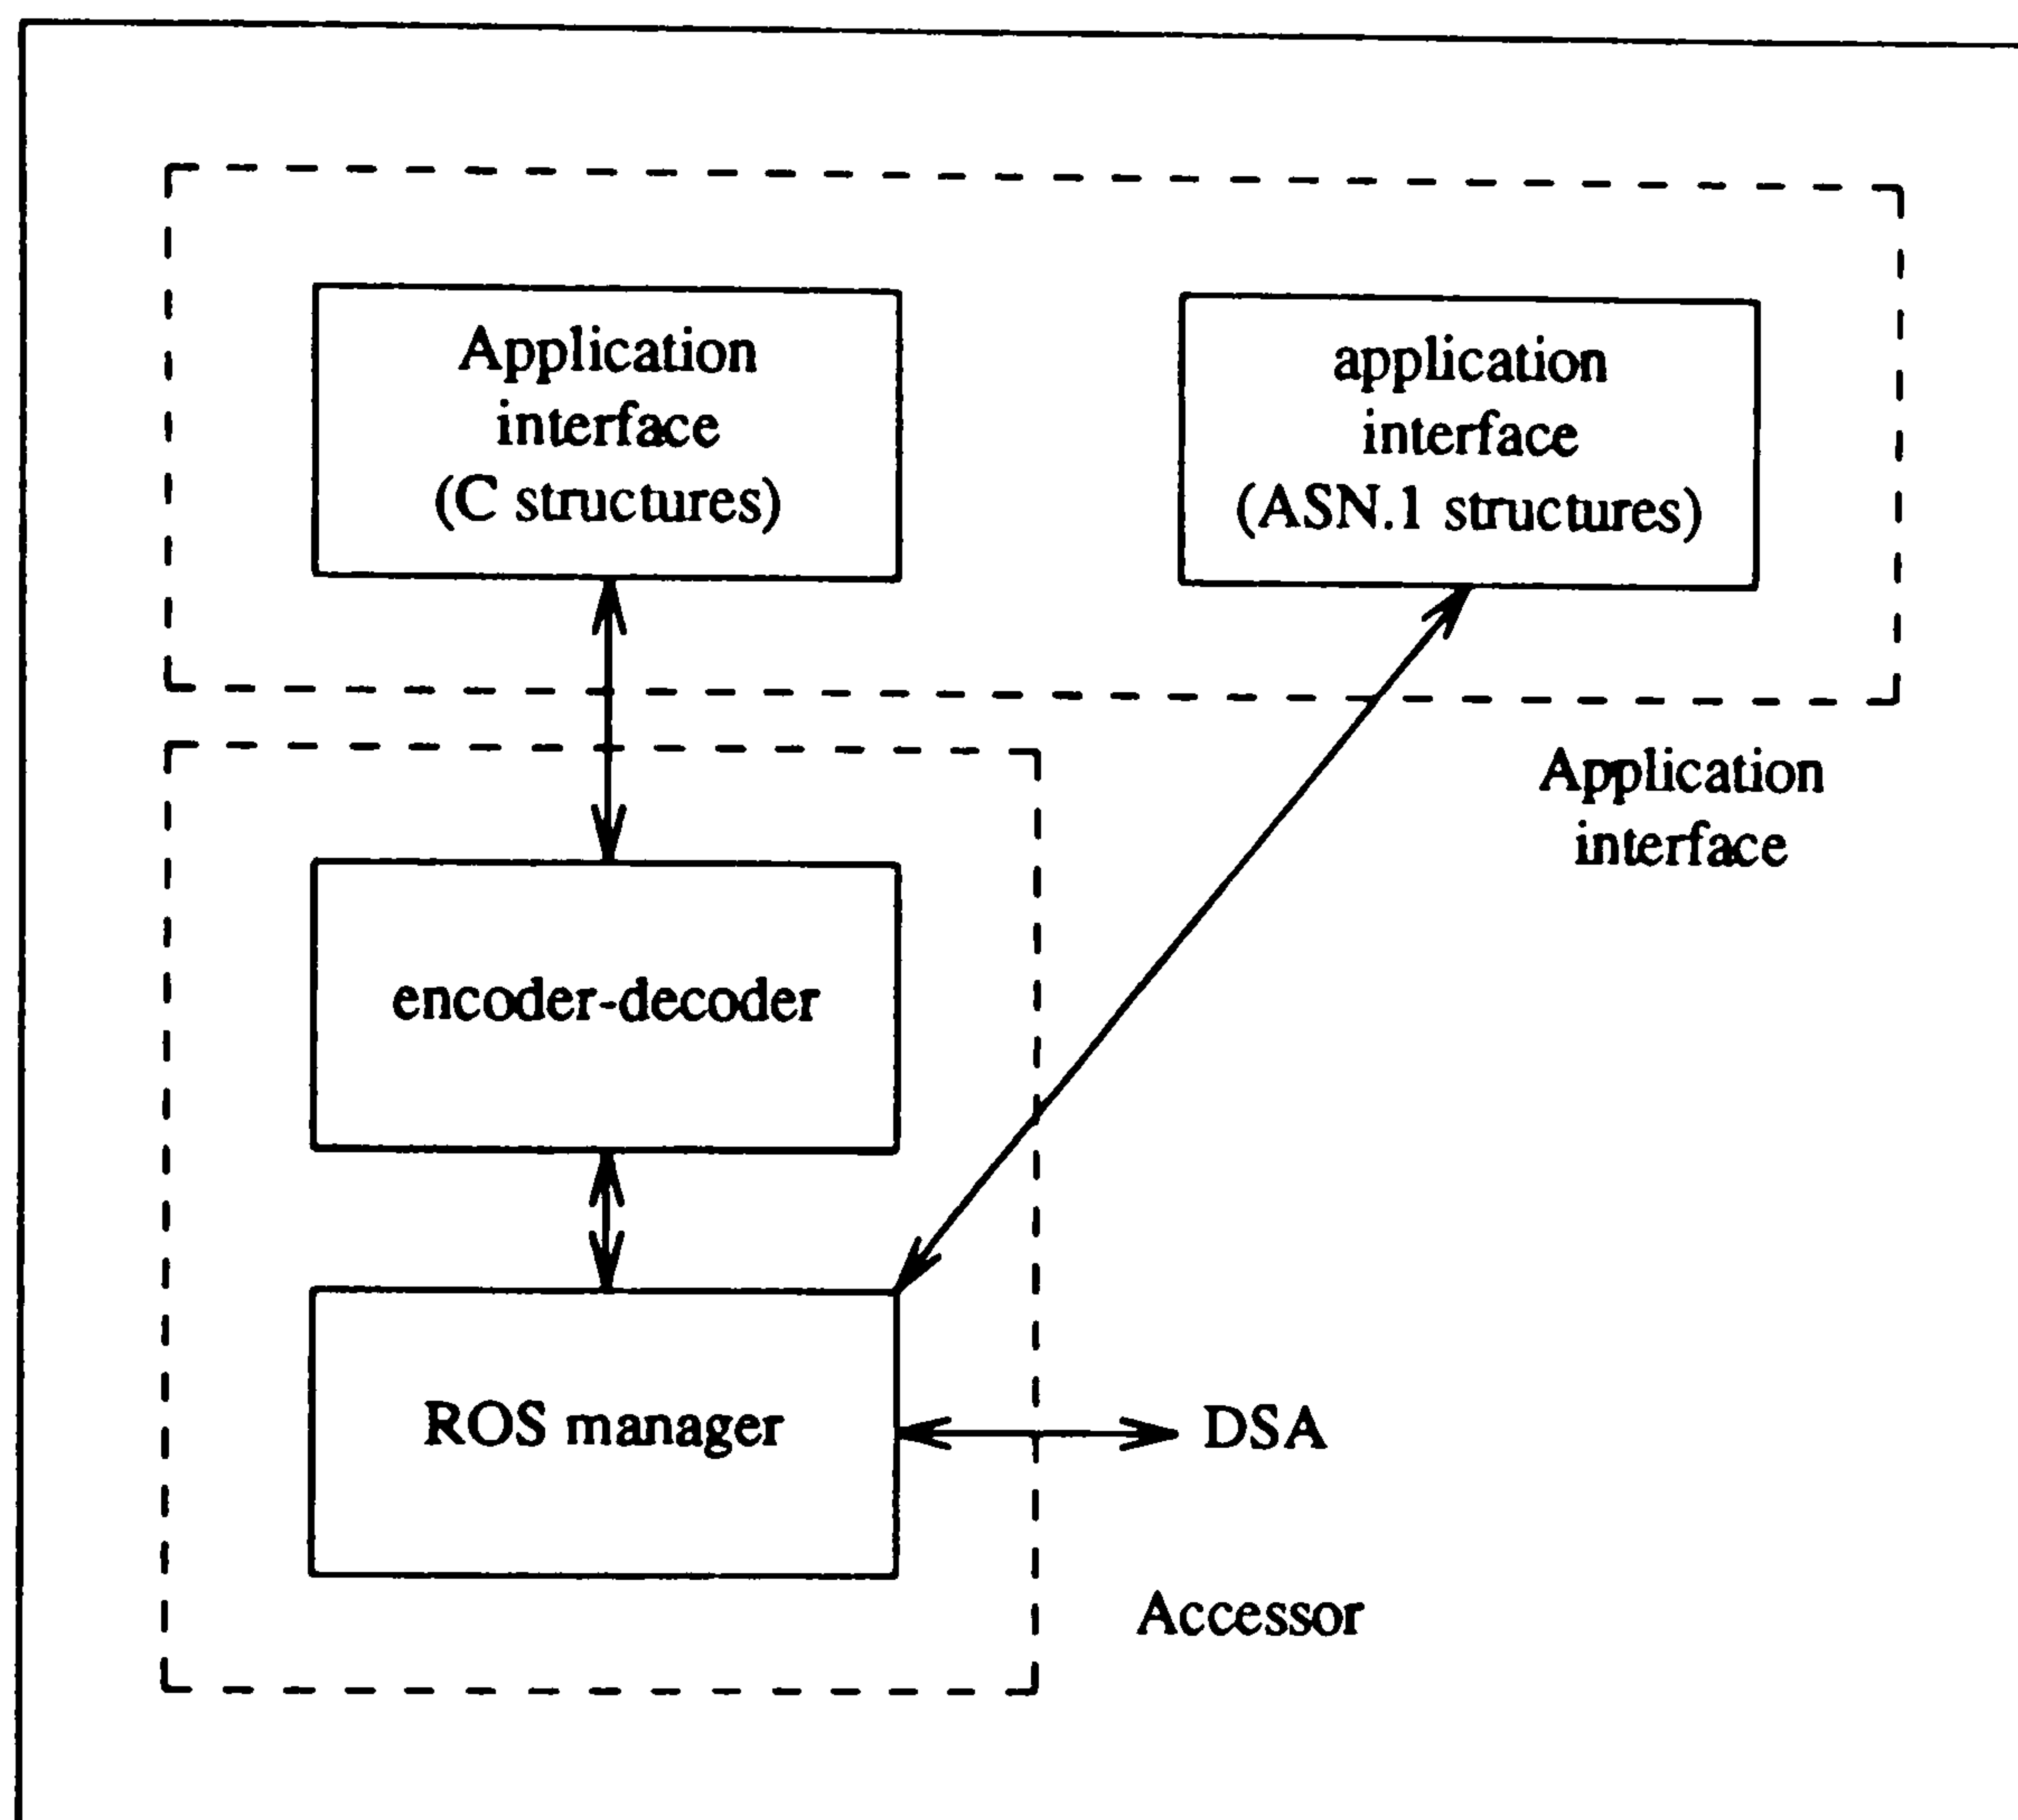 Application
interface
(C structures)
application
interface
(ASN.1 structures)
Application
interface
encoder-decoder
ROS manager
DSA
Accessor